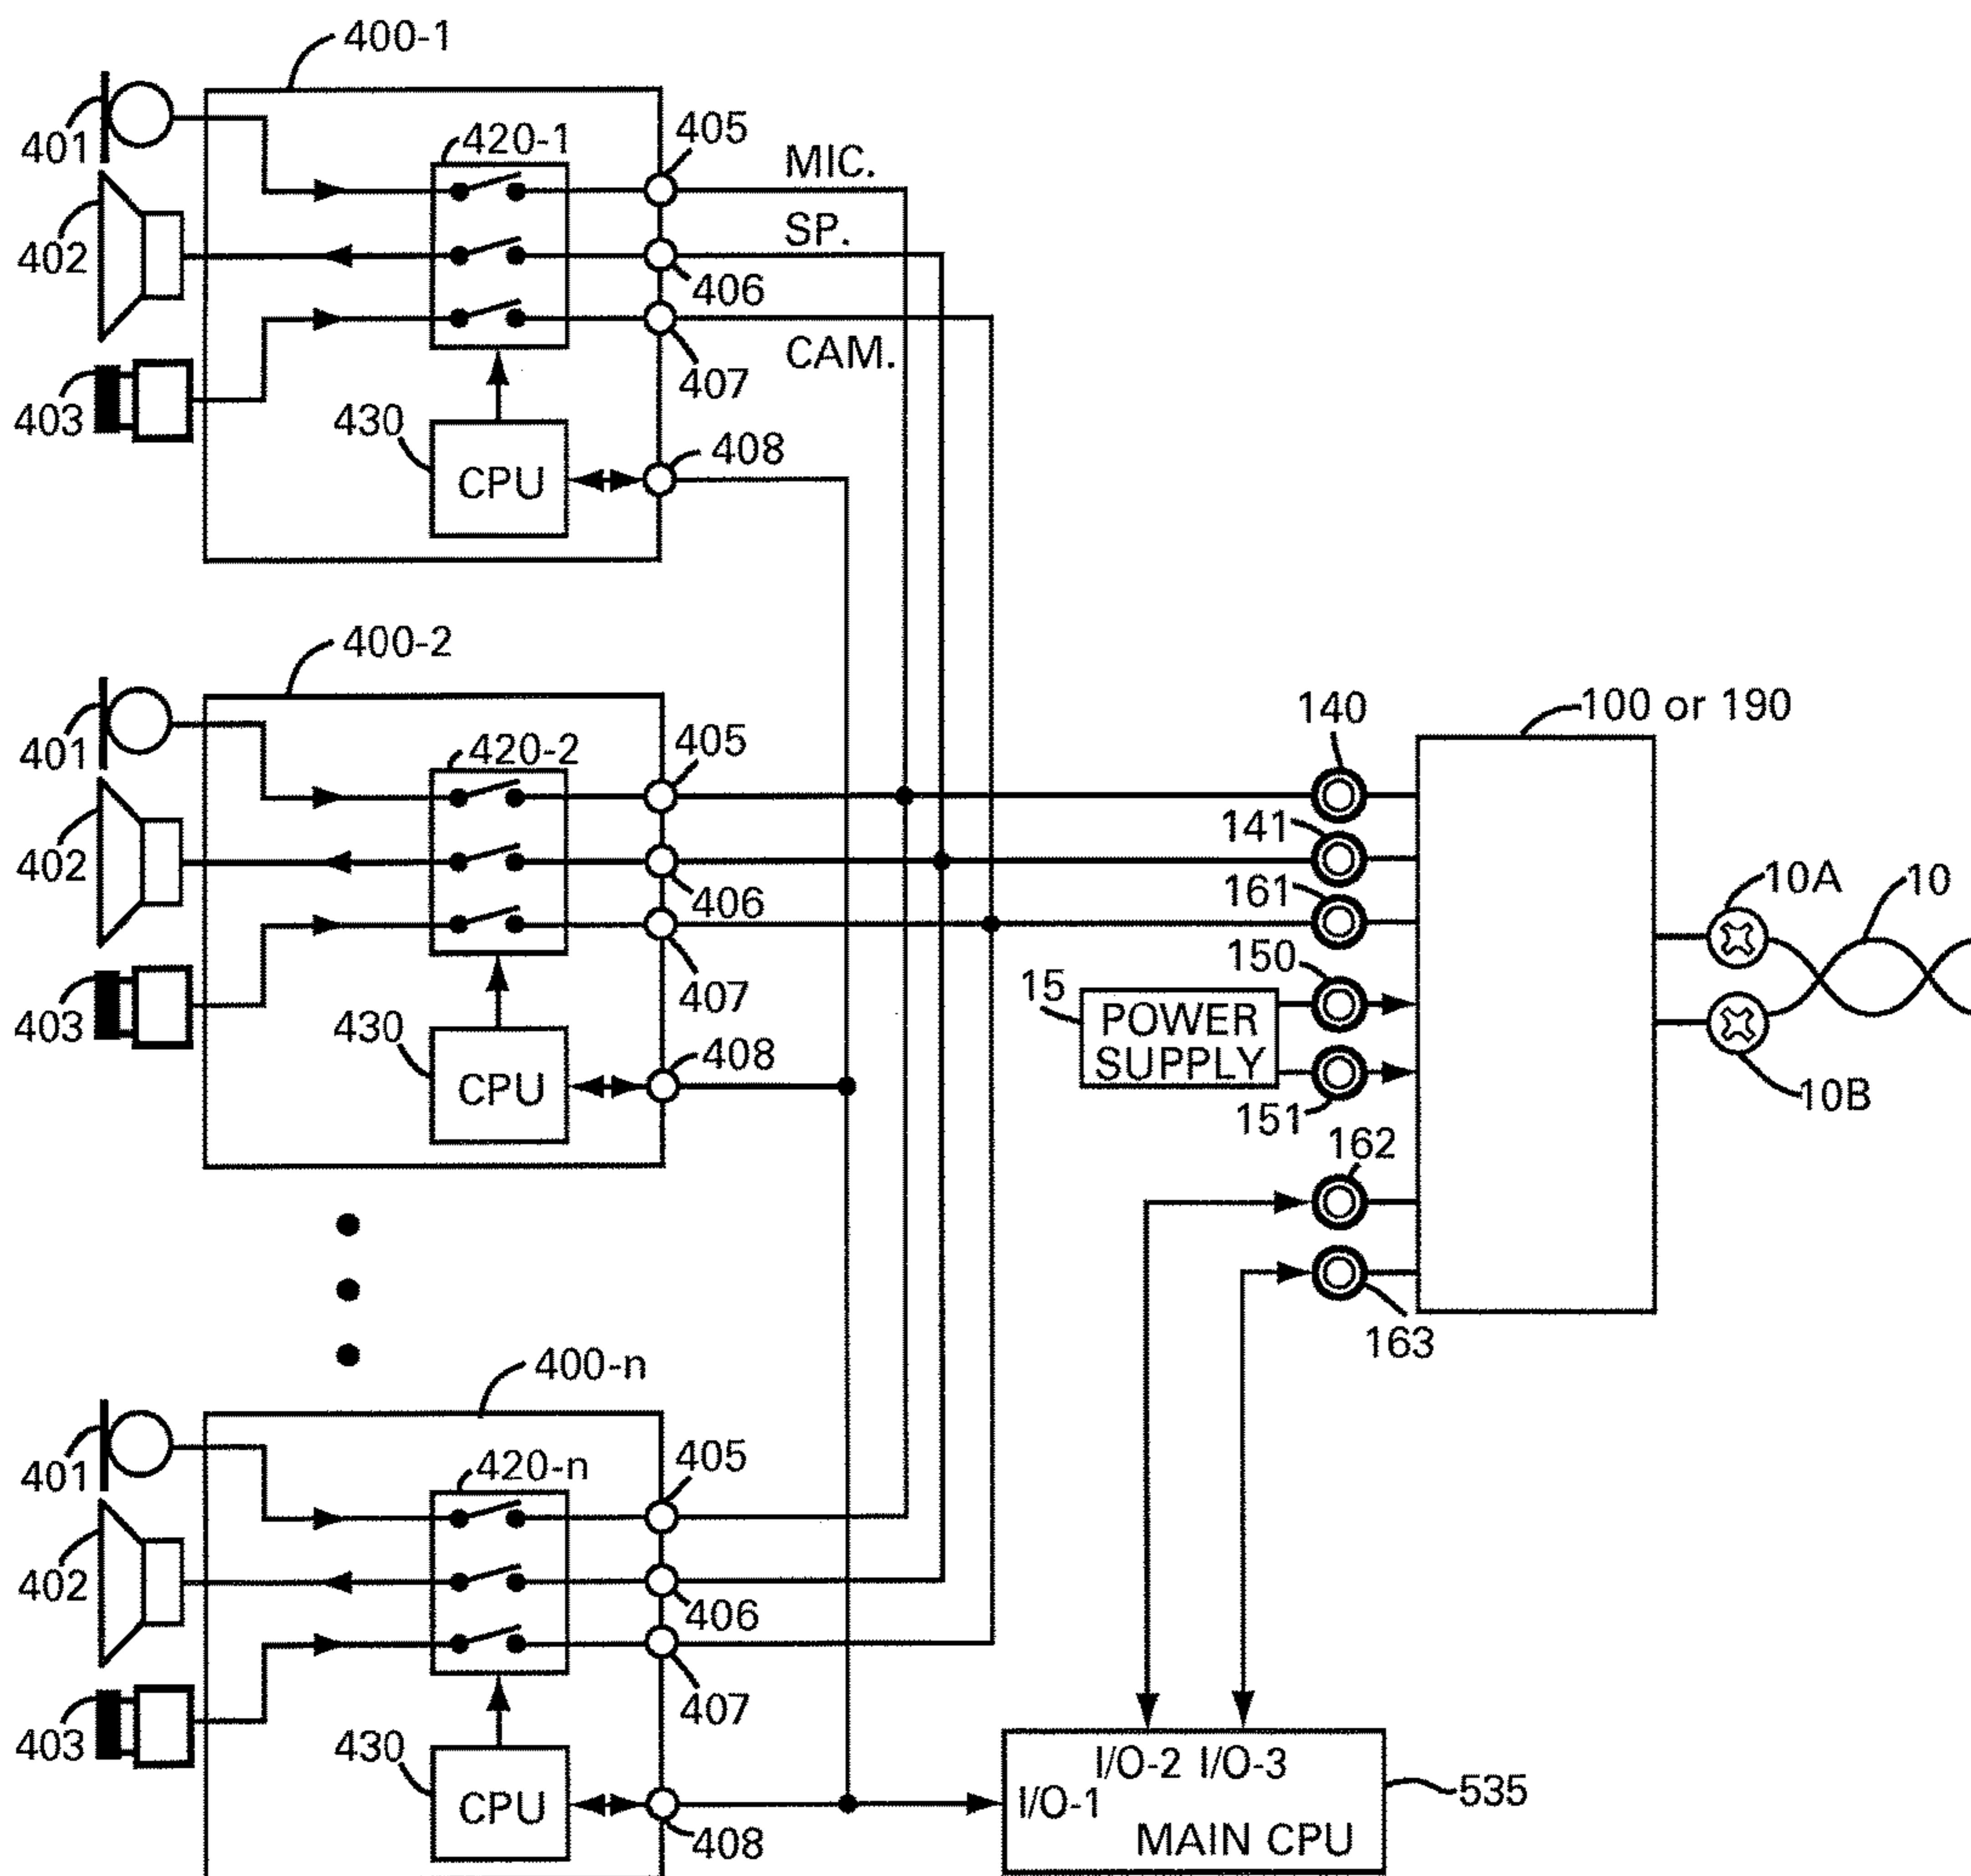 400-1
401
420-1
405
MIC.
402
SP.
406
CAM.
407
403
430
CPU
408
400-2
401
420-2
405
402
406
407
403
430
CPU
408
140
100 or 190
141
161
10A
10
150
15
POWER
SUPPLY
151
10B
162
163
400-n
401
420-n
405
402
406
407
403
430
CPU
408
I/O-2 I/O-3
I/O-1
535
MAIN CPU